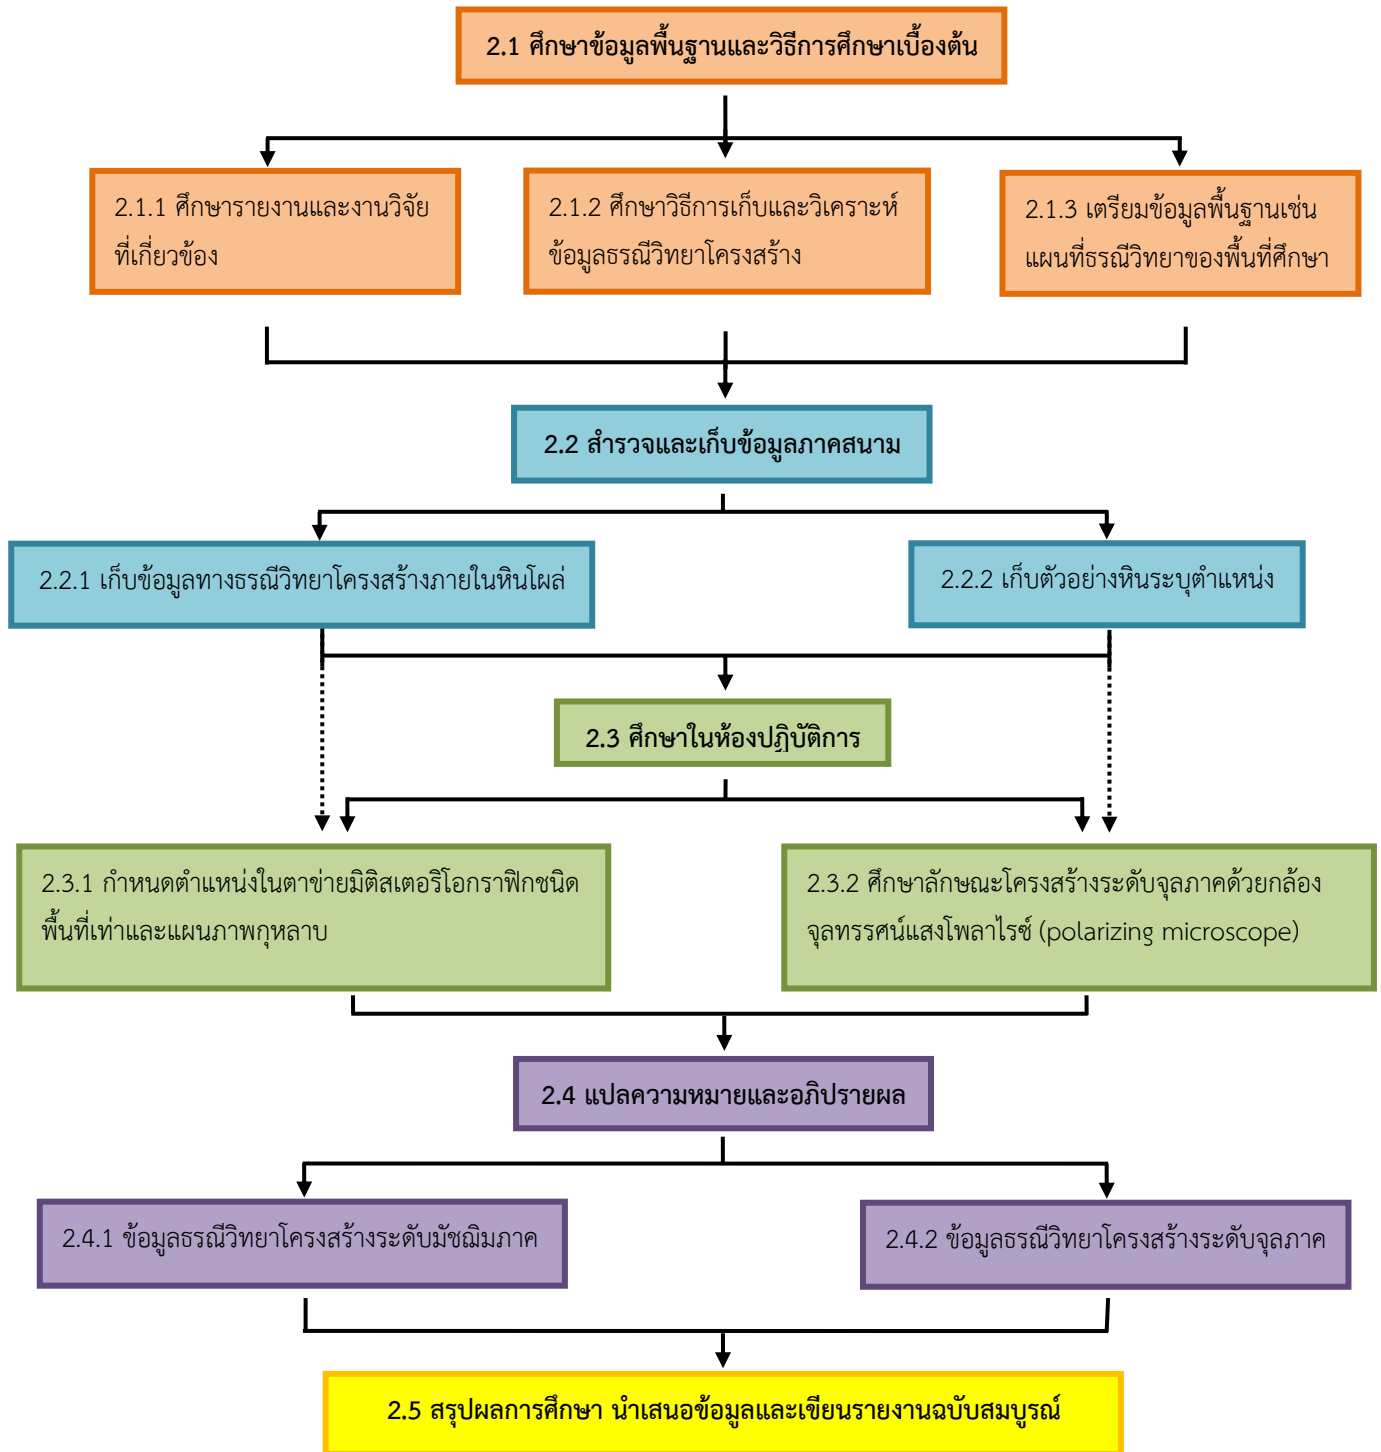 2.1 ศึกษาข้อมูลพื้นฐานและวิธีการศึกษาเบื้องต้น
2.1.1 ศึกษารายงานและงานวิจัย
ที่เกี่ยวข้อง
2.1.2 ศึกษาวิธีการเก็บและวิเคราะห์
ข้อมูลธรณีวิทยาโครงสร้าง
2.1.3 เตรียมข้อมูลพื้นฐานเช่น
แผนที่ธรณีวิทยาของพื้นที่ศึกษา
2.2 สำรวจและเก็บข้อมูลภาคสนาม
2.2.1 เก็บข้อมูลทางธรณีวิทยาโครงสร้างภายในหินโผล่
2.2.2 เก็บตัวอย่างหินระบุตำแหน่ง
2.3 ศึกษาในห้องปฏิบัติการ
2.3.1 กำหนดตำแหน่งในตาข่ายมิติสเตอริโอกราฟิกชนิด
พื้นที่เท่าและแผนภาพกุหลาบ
2.3.2 ศึกษาลักษณะโครงสร้างระดับจุลภาคด้วยกล้อง
จุลทรรศน์แสงโพลาไรซ์ (polarizing microscope)
2.4 แปลความหมายและอภิปรายผล
2.4.1 ข้อมูลธรณีวิทยาโครงสร้างระดับมัชฌิมภาค
2.4.2 ข้อมูลธรณีวิทยาโครงสร้างระดับจุลภาค
2.5 สรุปผลการศึกษา นำเสนอข้อมูลและเขียนรายงานฉบับสมบูรณ์